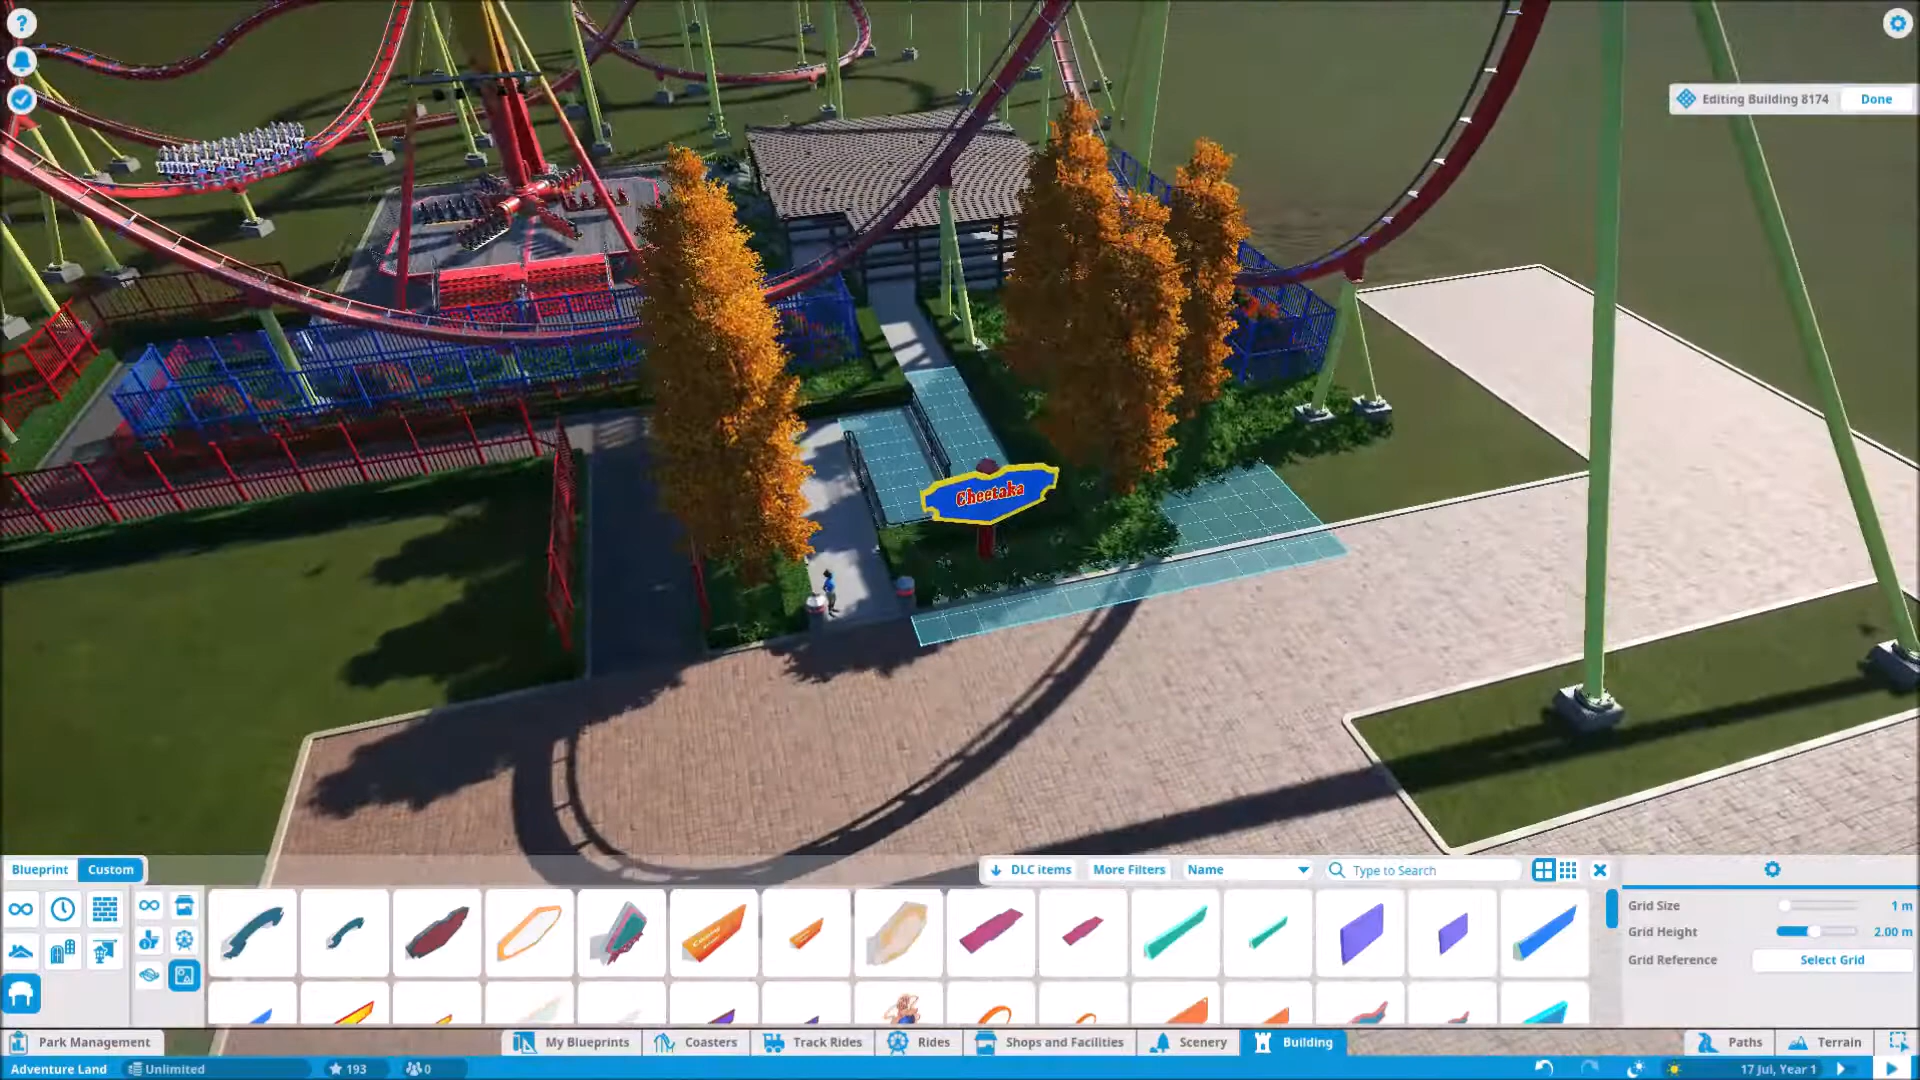 ?
Editing Building 8174
Done
Cheetaka
Blueprint
Custom
DLC items
More Filters
Name
Type to Search
Grid Size
1 m
Grid Height
2.00 m
Grid Reference
Select Grid
Park Management
My Blueprints
Coasters
Track Rides
Rides
Shops and Facilities
Scenery
Building
Paths
Terrain
Adventure Land
Unlimited
193
0
17 Jul, Year 1